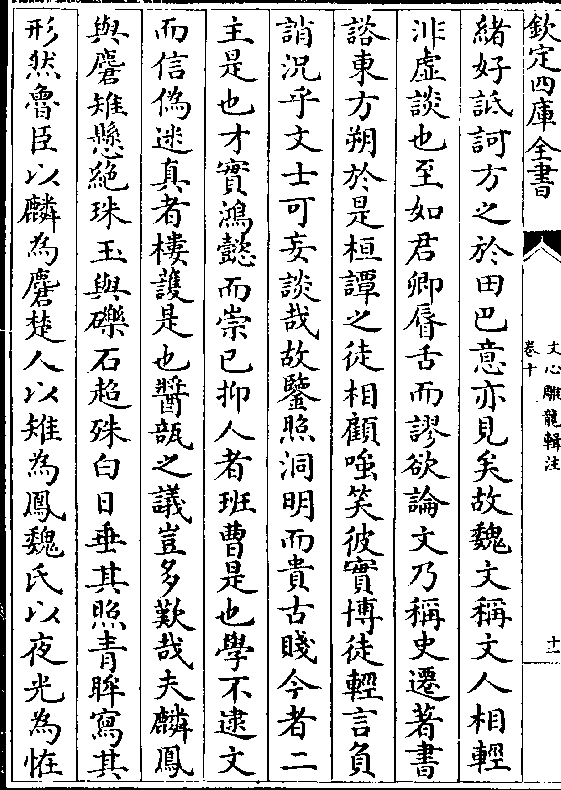 欽定四庫全書
文心雕龍輯注
卷十
十一
緒好詆訶方之於田巴意亦見矣故魏文稱文人相輕
非虛談也至如君卿脣舌而謬欲論文乃稱史遷著書
諮東方朔於是桓譚之徒相顧嗤笑彼實博徒輕言負
誚況乎文士可妄談哉故鑒照洞明而貴古賤今者二
主是也才實鴻懿而崇已抑人者班曹是也學不逮文
而信偽迷真者樓護是也醬瓿之議豈多歎哉夫麟鳳
與麏雉懸絕珠玉與礫石超殊白日垂其照青眸寫其
形然魯臣以麟為麏楚人以雉為鳳魏氏以夜光為恠